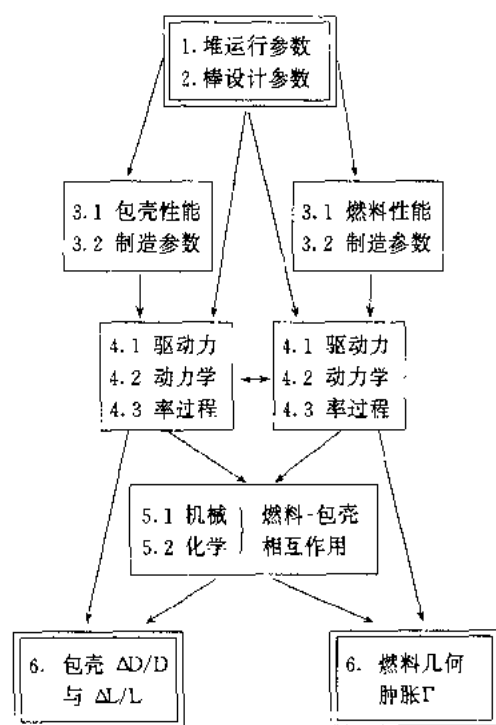 1.堆运行参数
2.棒设计参数
3.1 包壳性能
3.2 制造参数
3.1 燃料性能
3.2 制造参数
4.1 驱动力
4.2 动力学
4.3 率过程
4.1 驱动力
4.2 动力学
4.3 率过程
5.1 机械 } 燃料-包壳
5.2 化学 } 相互作用
6. 包壳 ΔD/D
与 ΔL/L
6. 燃料几何
肿胀Γ